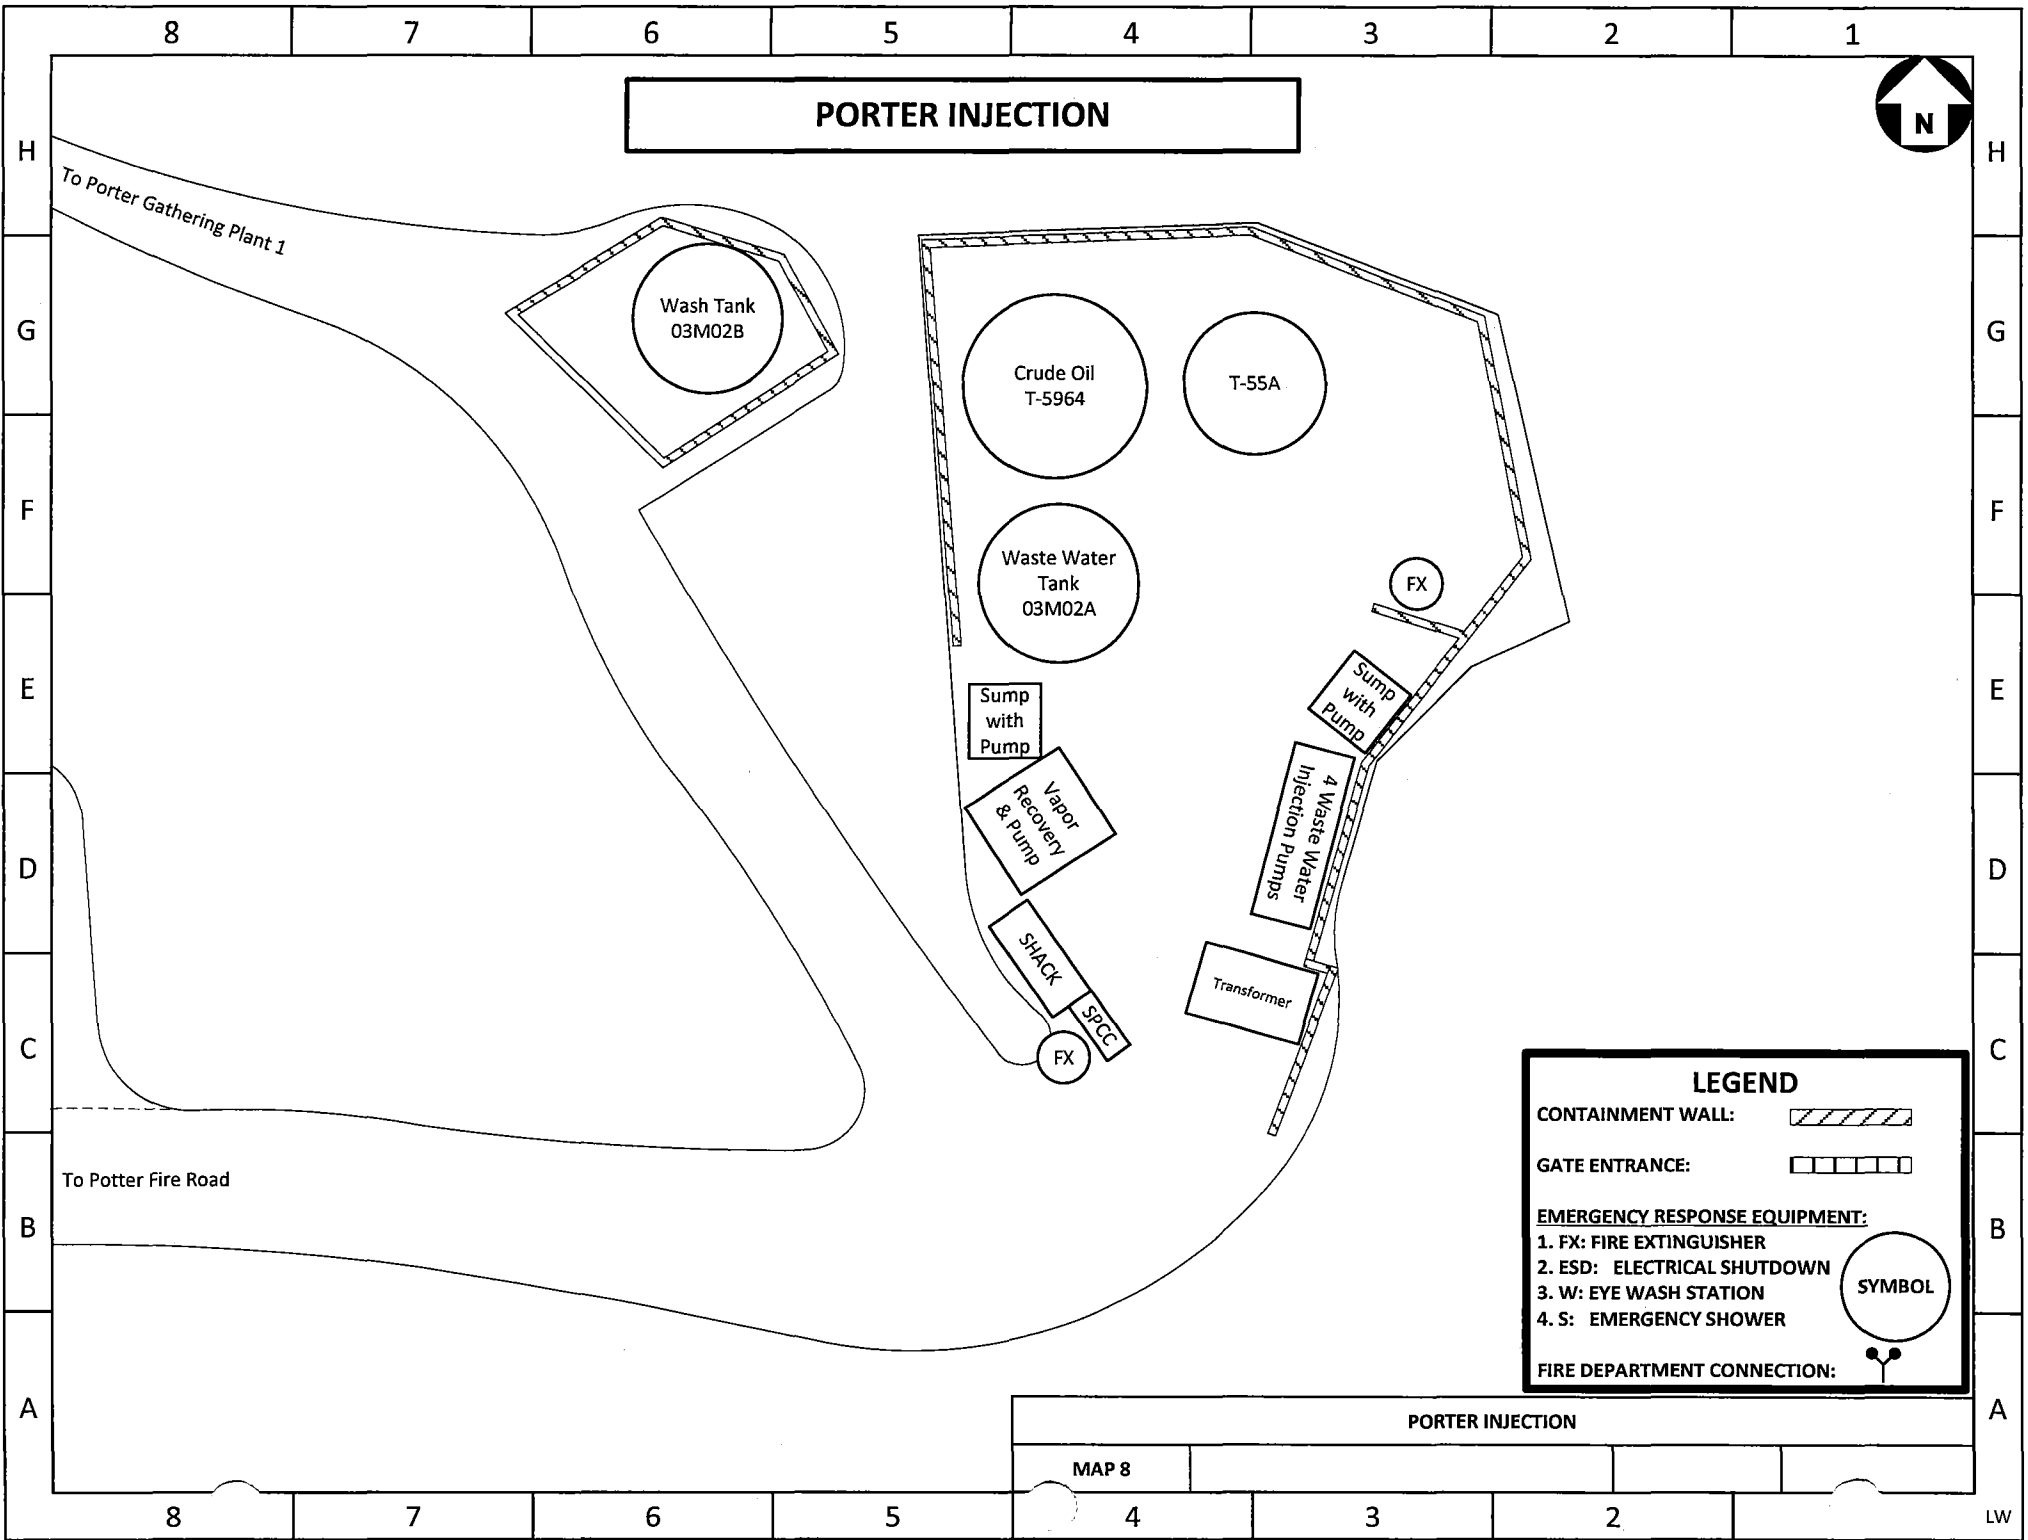 8 7 6 5 4 3 2 1
PORTER INJECTION
N
H
H
To Porter Gathering Plant 1
G
G
Wash Tank
03M02B
Crude Oil
T-5964
T-55A
F
F
Waste Water
Tank
03M02A
FX
E
E
Sump
with
Pump
Sump
with
Pump
D
D
Vapor
Recovery
& Pump
4 Waste Water
Injection Pumps
SHACK
SPCC
FX
Transformer
C
C
To Potter Fire Road
B
B
LEGEND
CONTAINMENT WALL:
GATE ENTRANCE:
EMERGENCY RESPONSE EQUIPMENT:
1. FX: FIRE EXTINGUISHER
2. ESD: ELECTRICAL SHUTDOWN
3. W: EYE WASH STATION
4. S: EMERGENCY SHOWER
SYMBOL
FIRE DEPARTMENT CONNECTION:
A
A
PORTER INJECTION
MAP 8
8 7 6 5 4 3 2
LW